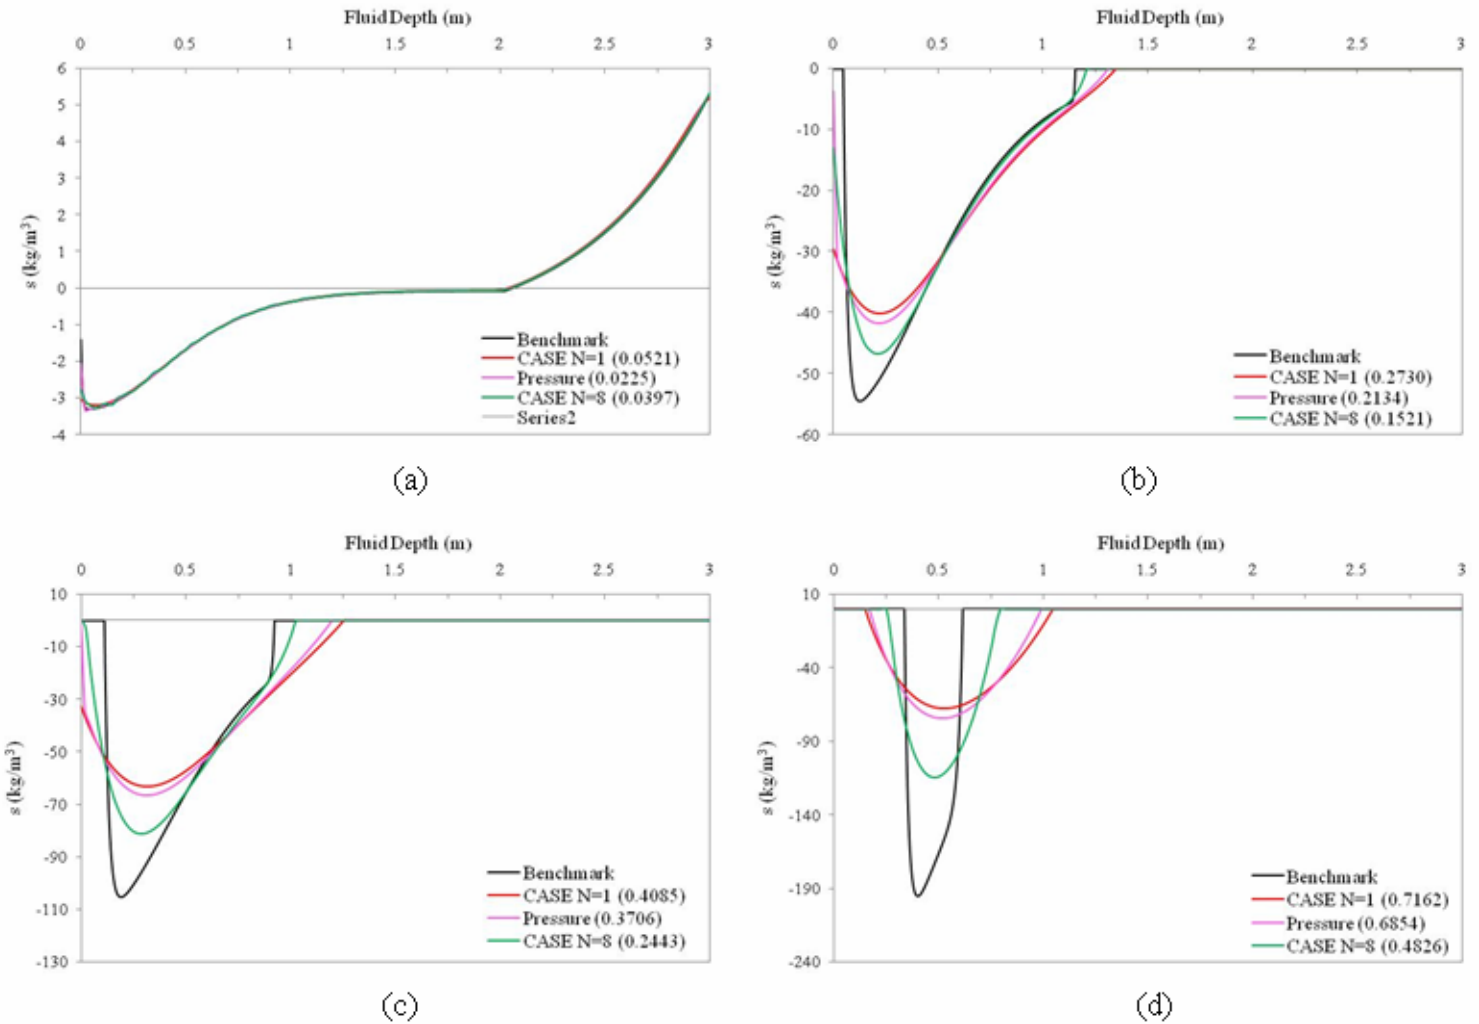 Fluid Depth (m)
0 0.5 1 1.5 2 2.5 3
6
5
4
3
2
1
0
-1
-2
-3
-4
s (kg/m³)
Benchmark
CASE N=1 (0.0521)
Pressure (0.0225)
CASE N=8 (0.0397)
Series2
(a)
Fluid Depth (m)
0 0.5 1 1.5 2 2.5 3
0
-10
-20
-30
-40
-50
-60
s (kg/m³)
Benchmark
CASE N=1 (0.2730)
Pressure (0.2134)
CASE N=8 (0.1521)
(b)
Fluid Depth (m)
0 0.5 1 1.5 2 2.5 3
10
-10
-30
-50
-70
-90
-110
-130
s (kg/m³)
Benchmark
CASE N=1 (0.4085)
Pressure (0.3706)
CASE N=8 (0.2443)
(c)
Fluid Depth (m)
0 0.5 1 1.5 2 2.5 3
10
-40
-90
-140
-190
-240
s (kg/m³)
Benchmark
CASE N=1 (0.7162)
Pressure (0.6854)
CASE N=8 (0.4826)
(d)